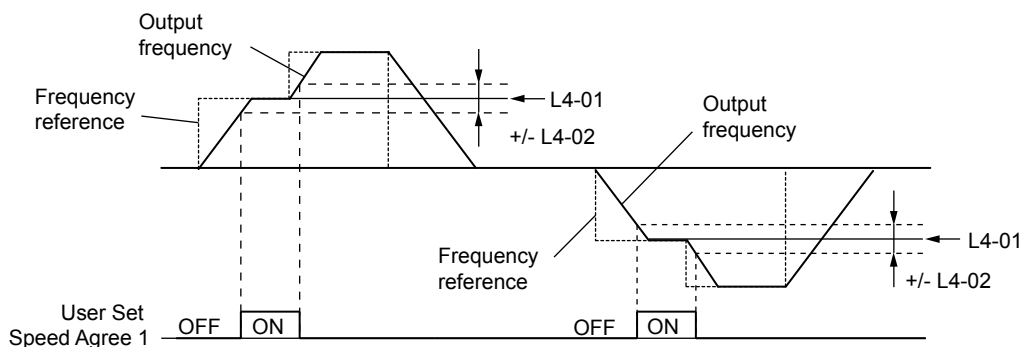 Output
frequency
Frequency
reference
L4-01
+/- L4-02
Output
frequency
Frequency
reference
L4-01
+/- L4-02
User Set
Speed Agree 1
OFF
ON
OFF
ON